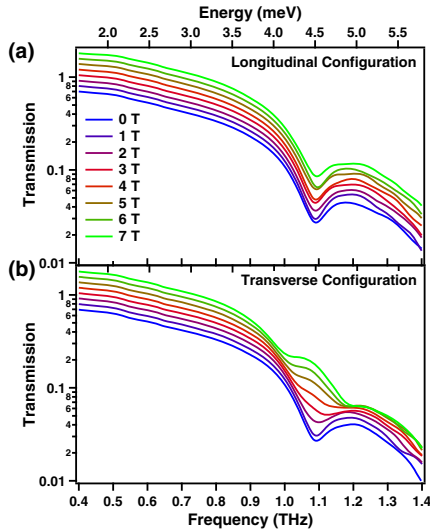 Energy (meV)
2.0 2.5 3.0 3.5 4.0 4.5 5.0 5.5
(a)
Longitudinal Configuration
Transmission
1
8
6
4
2
0.1
8
6
4
2
0.01
0 T
1 T
2 T
3 T
4 T
5 T
6 T
7 T
(b)
Transverse Configuration
Transmission
1
8
6
4
2
0.1
8
6
4
2
0.01
0.4 0.5 0.6 0.7 0.8 0.9 1.0 1.1 1.2 1.3 1.4
Frequency (THz)